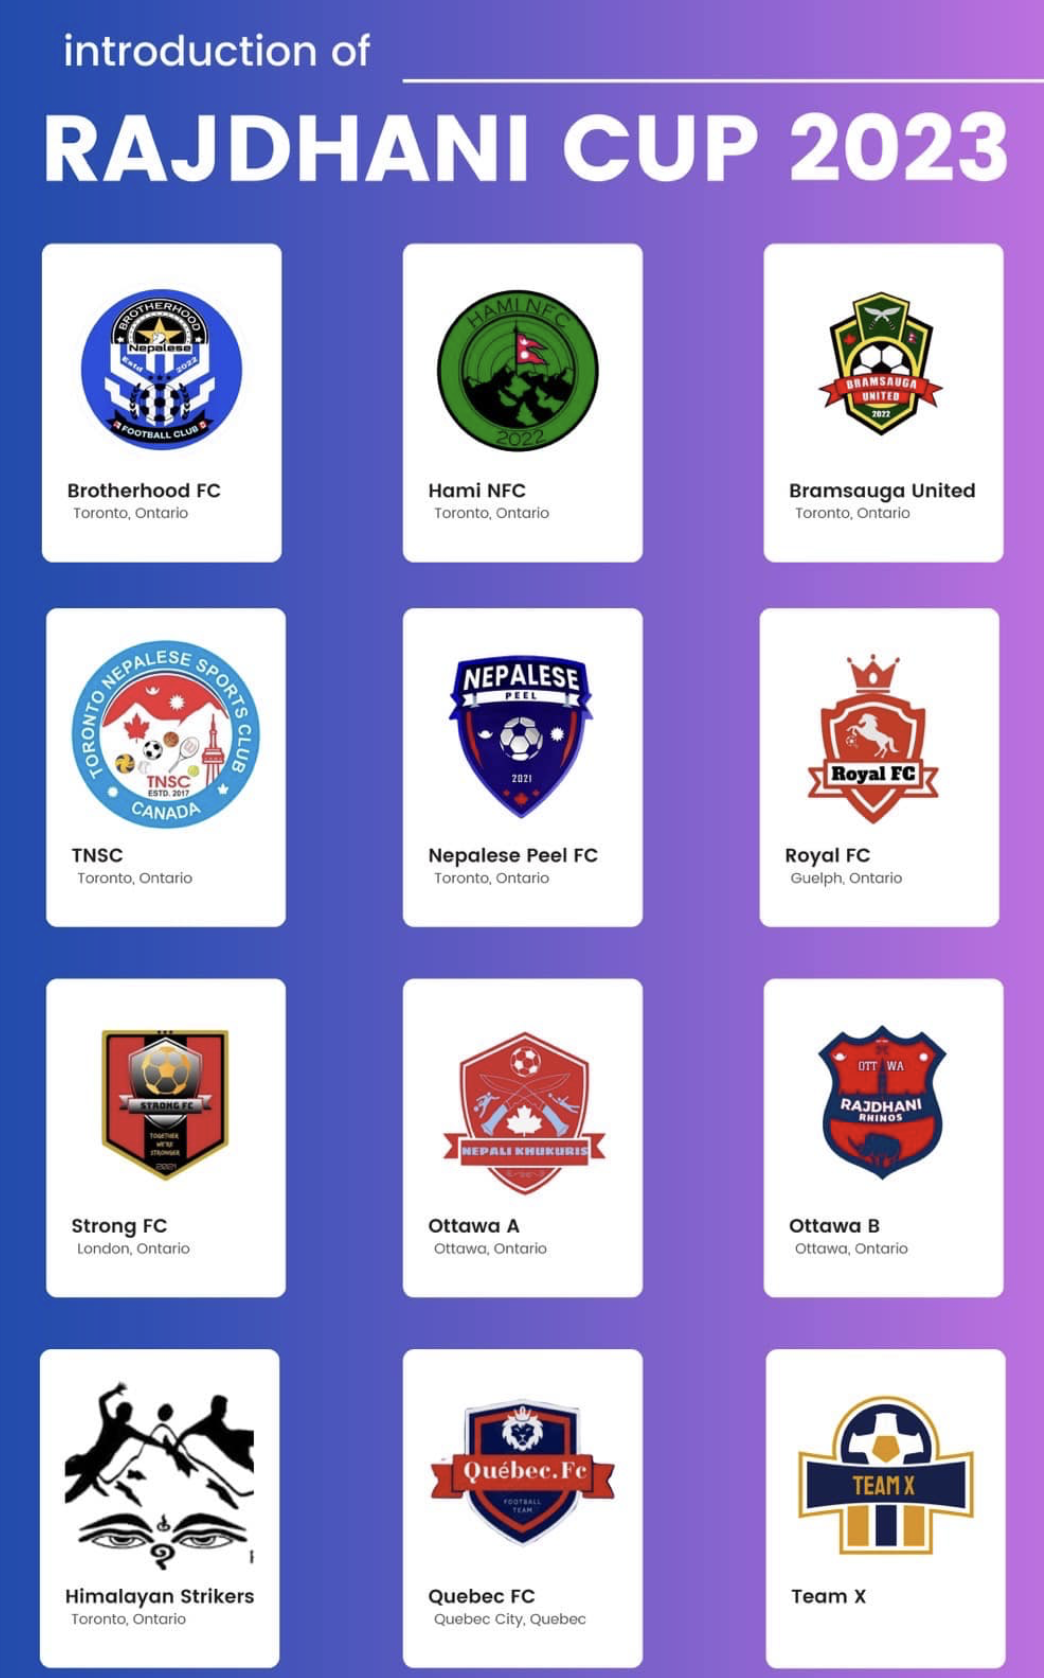 introduction of
RAJDHANI CUP 2023
BROTHERHOOD
Nepalese
Estd 2022
FOOTBALL CLUB
Brotherhood FC
Toronto, Ontario
HAMI NFC
2022
Hami NFC
Toronto, Ontario
BRAMSAUGA
UNITED
2022
Bramsauga United
Toronto, Ontario
TORONTO NEPALESE SPORTS CLUB
TNSC
ESTD. 2017
CANADA
TNSC
Toronto, Ontario
NEPALESE
PEEL
2021
Nepalese Peel FC
Toronto, Ontario
Royal FC
Royal FC
Guelph, Ontario
STRONG FC
TOGETHER
WE'RE
STRONGER
Strong FC
London, Ontario
NEPALI KHUKURIS
Ottawa A
Ottawa, Ontario
FC
OTT WA
RAJDHANI
RHINOS
Ottawa B
Ottawa, Ontario
Himalayan Strikers
Toronto, Ontario
Québec.Fc
FOOTBALL
TEAM
Quebec FC
Quebec City, Quebec
TEAM X
Team X